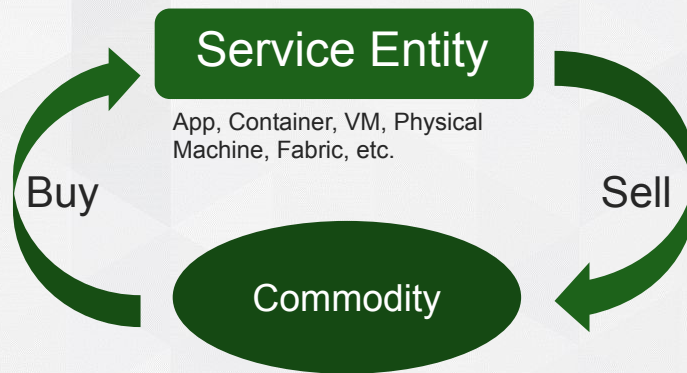 Service Entity
App, Container, VM, Physical
Machine, Fabric, etc.
Buy
Sell
Commodity